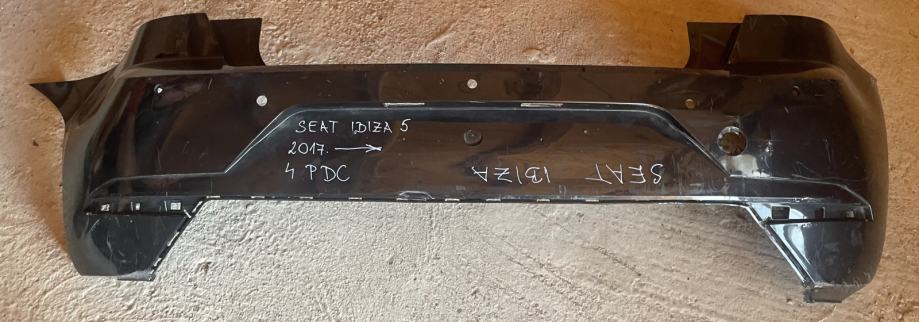 SEAT IBIZA 5
2017. →
4 PDC
SEAT IBIZA